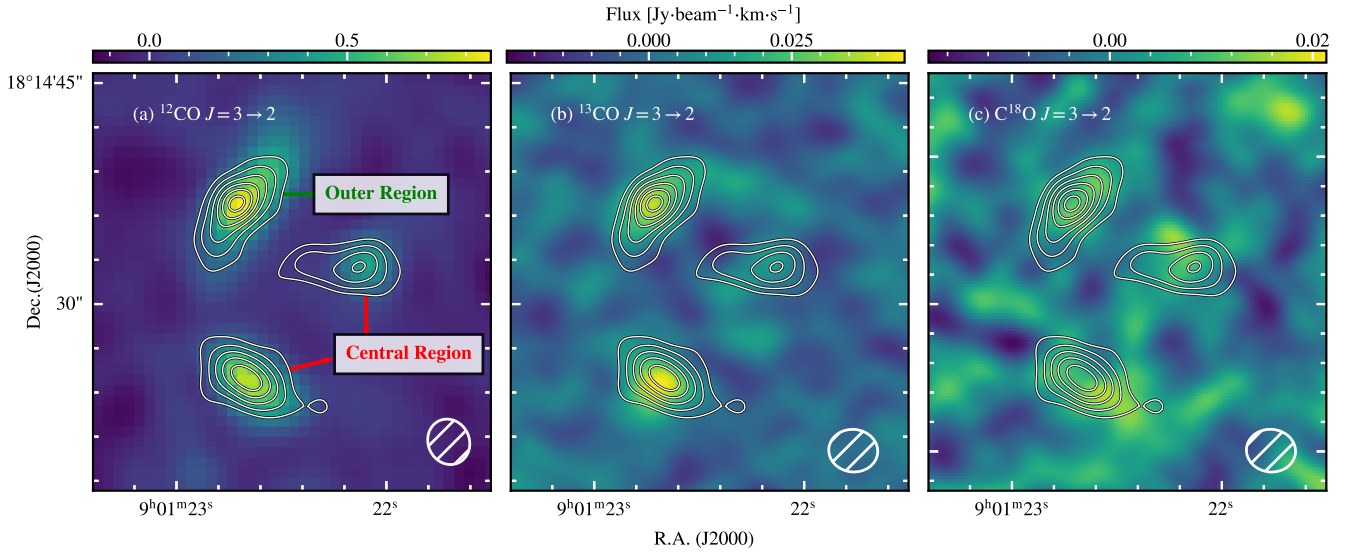 Flux [Jy·beam⁻¹·km·s⁻¹]
0.0 0.5 0.000 0.025 0.00 0.02
18°14'45"
(a) ¹²CO J = 3 → 2 (b) ¹³CO J = 3 → 2 (c) C¹⁸O J = 3 → 2
Outer Region
Dec.(J2000)
30"
Central Region
9ʰ01ᵐ23ˢ 22ˢ 9ʰ01ᵐ23ˢ 22ˢ 9ʰ01ᵐ23ˢ 22ˢ
R.A. (J2000)